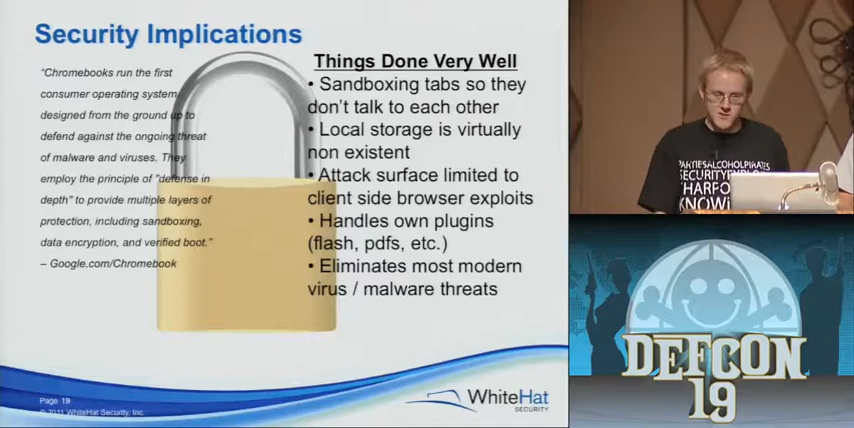 Security Implications
"Chromebooks run the first
consumer operating system
designed from the ground up to
defend against the ongoing threat
of malware and viruses. They
employ the principle of "defense in
depth" to provide multiple layers of
protection, including sandboxing,
data encryption, and verified boot."
– Google.com/Chromebook
Things Done Very Well
• Sandboxing tabs so they
don't talk to each other
• Local storage is virtually
non existent
• Attack surface limited to
client side browser exploits
• Handles own plugins
(flash, pdfs, etc.)
• Eliminates most modern
virus / malware threats
Page 19
© 2011 WhiteHat Security, Inc.
WhiteHat
SECURITY
DEFCON
19